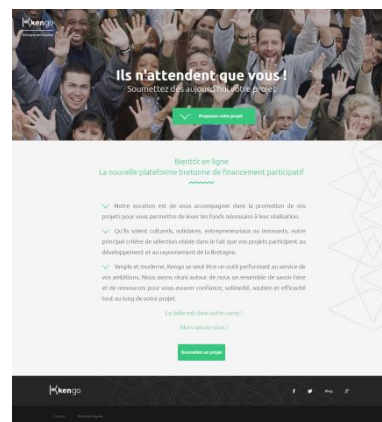 kengo
Ils n'attendent que vous !
Soumettez dès aujourd'hui votre projet
Proposez votre projet
Bientôt en ligne
La nouvelle plateforme bretonne de financement participatif
Notre vocation est de vous accompagner dans la promotion de vos
projets pour vous permettre de lever les fonds nécessaires à leur réalisation.
Qu'ils soient culturels, solidaires, entrepreneuriaux ou innovants, notre
principal critère de sélection réside dans le fait que vos projets participent au
développement et au rayonnement de la Bretagne.
Simple et moderne, Kengo se veut être un outil performant au service de
vos ambitions. Nous avons réuni autour de nous un ensemble de savoir-faire
et de ressources pour vous assurer confiance, solidarité, soutien et efficacité
tout au long de votre projet.
La balle est dans votre camp !
Alors lancez vous !
Soumettre un projet
kengo
Blog
Contact Mentions légales